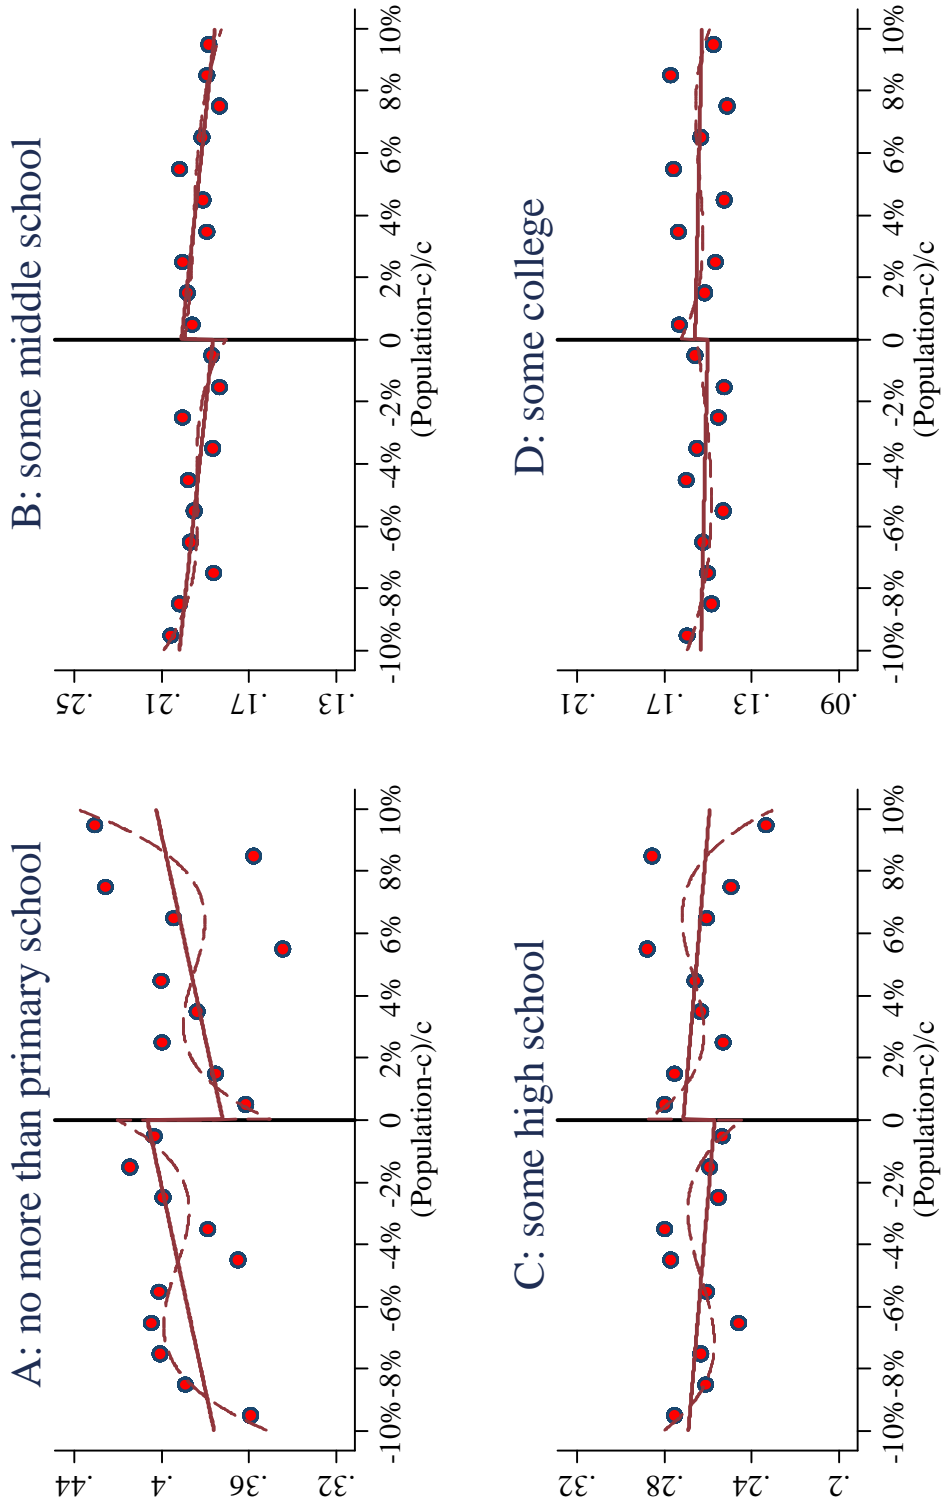 A: no more than primary school
.44
.4
.36
.32
-10% -8% -6% -4% -2% 0 2% 4% 6% 8% 10%
(Population-c)/c
B: some middle school
.25
.21
.17
.13
-10% -8% -6% -4% -2% 0 2% 4% 6% 8% 10%
(Population-c)/c
C: some high school
.32
.28
.24
.2
-10% -8% -6% -4% -2% 0 2% 4% 6% 8% 10%
(Population-c)/c
D: some college
.21
.17
.13
.09
-10% -8% -6% -4% -2% 0 2% 4% 6% 8% 10%
(Population-c)/c